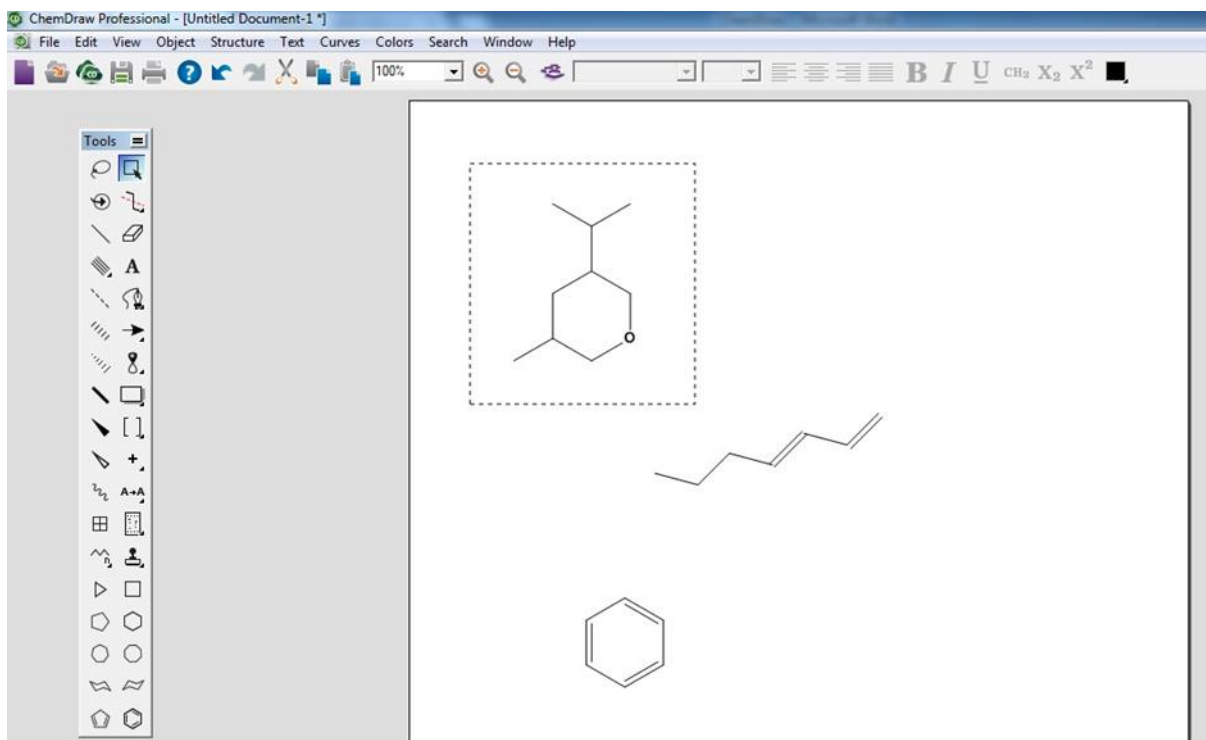 ChemDraw Professional - [Untitled Document-1 *]
File Edit View Object Structure Text Curves Colors Search Window Help
100% B I U CH₂ X₂ X²
Tools
A
A→A
n
O